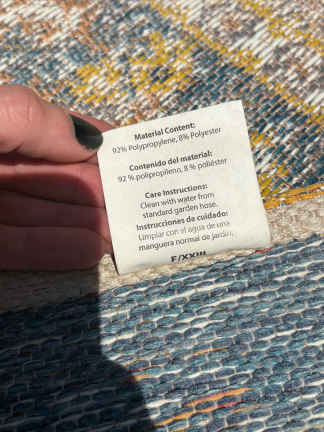 Material Content:
92% Polypropylene, 8% Polyester
Contenido del material:
92 % polipropileno, 8 % poliéster
Care Instructions:
Clean with water from
standard garden hose.
Instrucciones de cuidado:
Limpiar con el agua de una
manguera normal de jardín.
F/XXIII